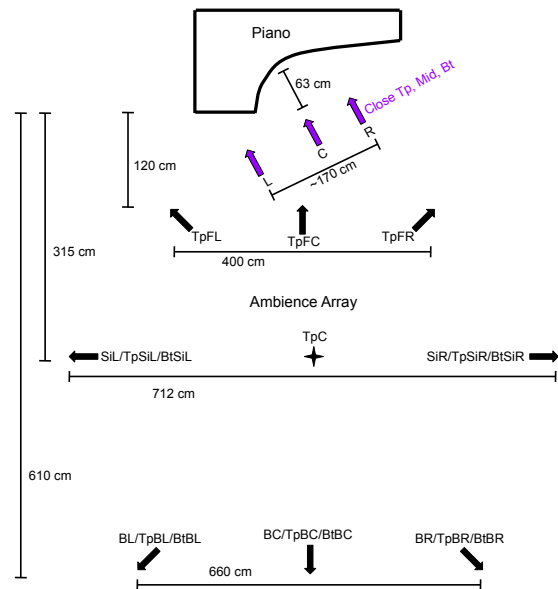 Piano
63 cm
Close Tp, Mid, Bt
R
C
L
~170 cm
120 cm
TpFL
TpFC
TpFR
315 cm
400 cm
Ambience Array
TpC
SiL/TpSiL/BtSiL
SiR/TpSiR/BtSiR
712 cm
610 cm
BL/TpBL/BtBL
BC/TpBC/BtBC
BR/TpBR/BtBR
660 cm